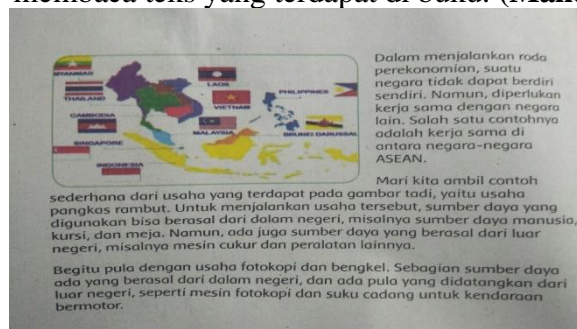 membaca teks yang terdapat di buku. (
MYANMAR
LAOS
THAILAND
VIETNAM
PHILIPPINES
CAMBODIA
MALAYSIA
BRUNEI DARUSSAL
SINGAPORE
INDONESIA
Dalam menjalankan roda
perekonomian, suatu
negara tidak dapat berdiri
sendiri. Namun, diperlukan
kerja sama dengan negara
lain. Salah satu contohnya
adalah kerja sama di
antara negara-negara
ASEAN.
Mari kita ambil contoh
sederhana dari usaha yang terdapat pada gambar tadi, yaitu usaha
pangkas rambut. Untuk menjalankan usaha tersebut, sumber daya yang
digunakan bisa berasal dari dalam negeri, misalnya sumber daya manusia,
kursi, dan meja. Namun, ada juga sumber daya yang berasal dari luar
negeri, misalnya mesin cukur dan peralatan lainnya.
Begitu pula dengan usaha fotokopi dan bengkel. Sebagian sumber daya
ada yang berasal dari dalam negeri, dan ada pula yang didatangkan dari
luar negeri, seperti mesin fotokopi dan suku cadang untuk kendaraan
bermotor.